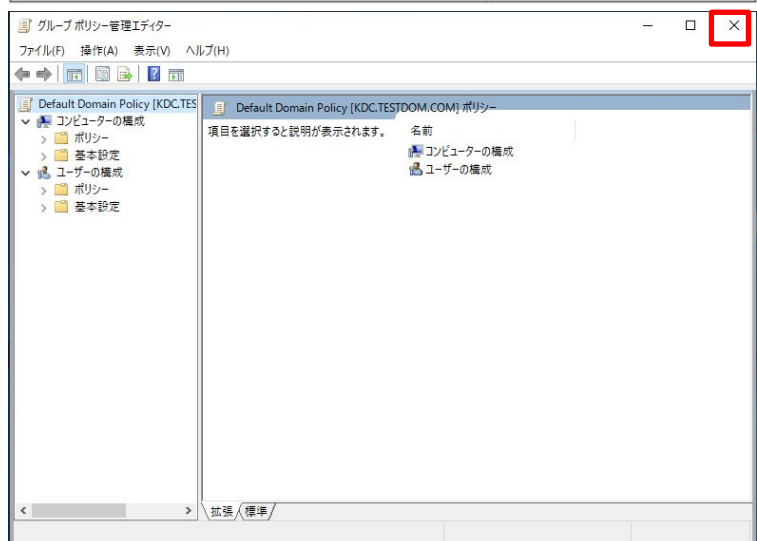 グループ ポリシー管理エディター
ファイル(F) 操作(A) 表示(V) ヘルプ(H)
Default Domain Policy [KDC.TES
コンピューターの構成
ポリシー
基本設定
ユーザーの構成
ポリシー
基本設定
Default Domain Policy [KDC.TESTDOM.COM] ポリシー
項目を選択すると説明が表示されます。
名前
コンピューターの構成
ユーザーの構成
拡張 標準